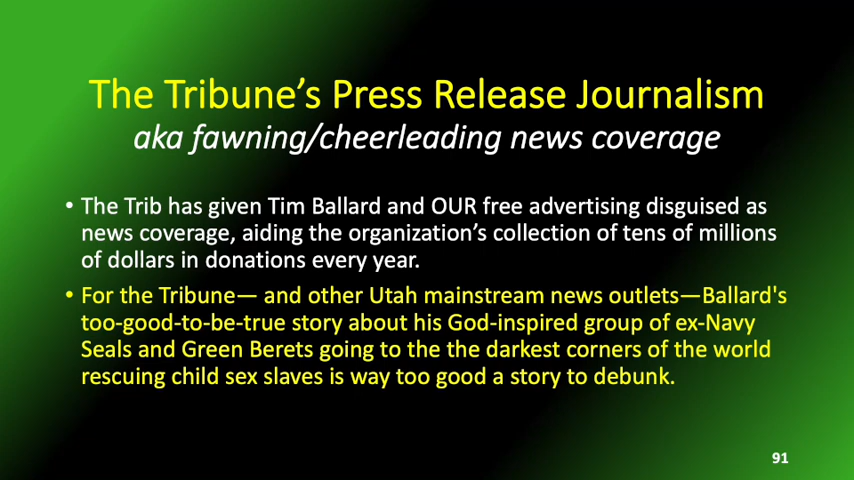 The Tribune’s Press Release Journalism
aka fawning/cheerleading news coverage
• The Trib has given Tim Ballard and OUR free advertising disguised as
news coverage, aiding the organization’s collection of tens of millions
of dollars in donations every year.
• For the Tribune— and other Utah mainstream news outlets—Ballard's
too-good-to-be-true story about his God-inspired group of ex-Navy
Seals and Green Berets going to the the darkest corners of the world
rescuing child sex slaves is way too good a story to debunk.
91